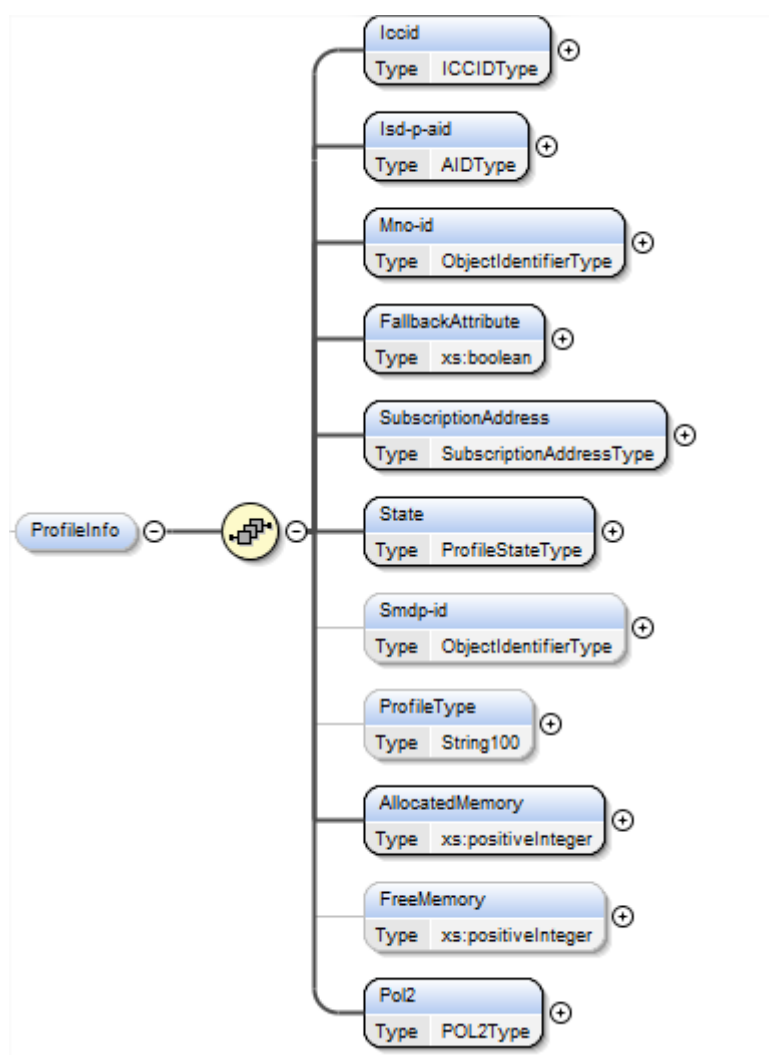 Iccid
Type ICCIDType
Isd-p-aid
Type AIDType
Mno-id
Type ObjectIdentifierType
FallbackAttribute
Type xs:boolean
SubscriptionAddress
Type SubscriptionAddressType
ProfileInfo
State
Type ProfileStateType
Smdp-id
Type ObjectIdentifierType
ProfileType
Type String100
AllocatedMemory
Type xs:positiveInteger
FreeMemory
Type xs:positiveInteger
Pol2
Type POL2Type